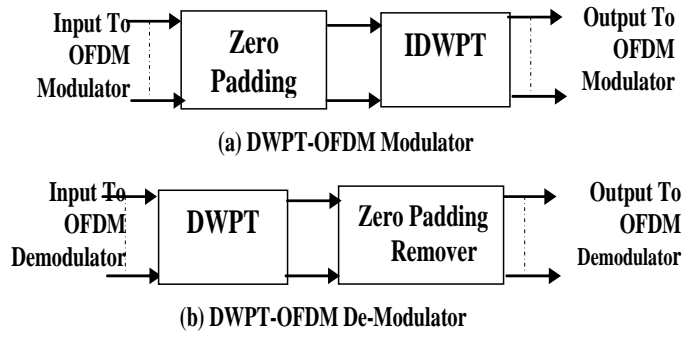 Input To
OFDM
Modulator
Zero
Padding
IDWPT
Output To
OFDM
Modulator
(a) DWPT-OFDM Modulator
Input To
OFDM
Demodulator
DWPT
Zero Padding
Remover
Output To
OFDM
Demodulator
(b) DWPT-OFDM De-Modulator